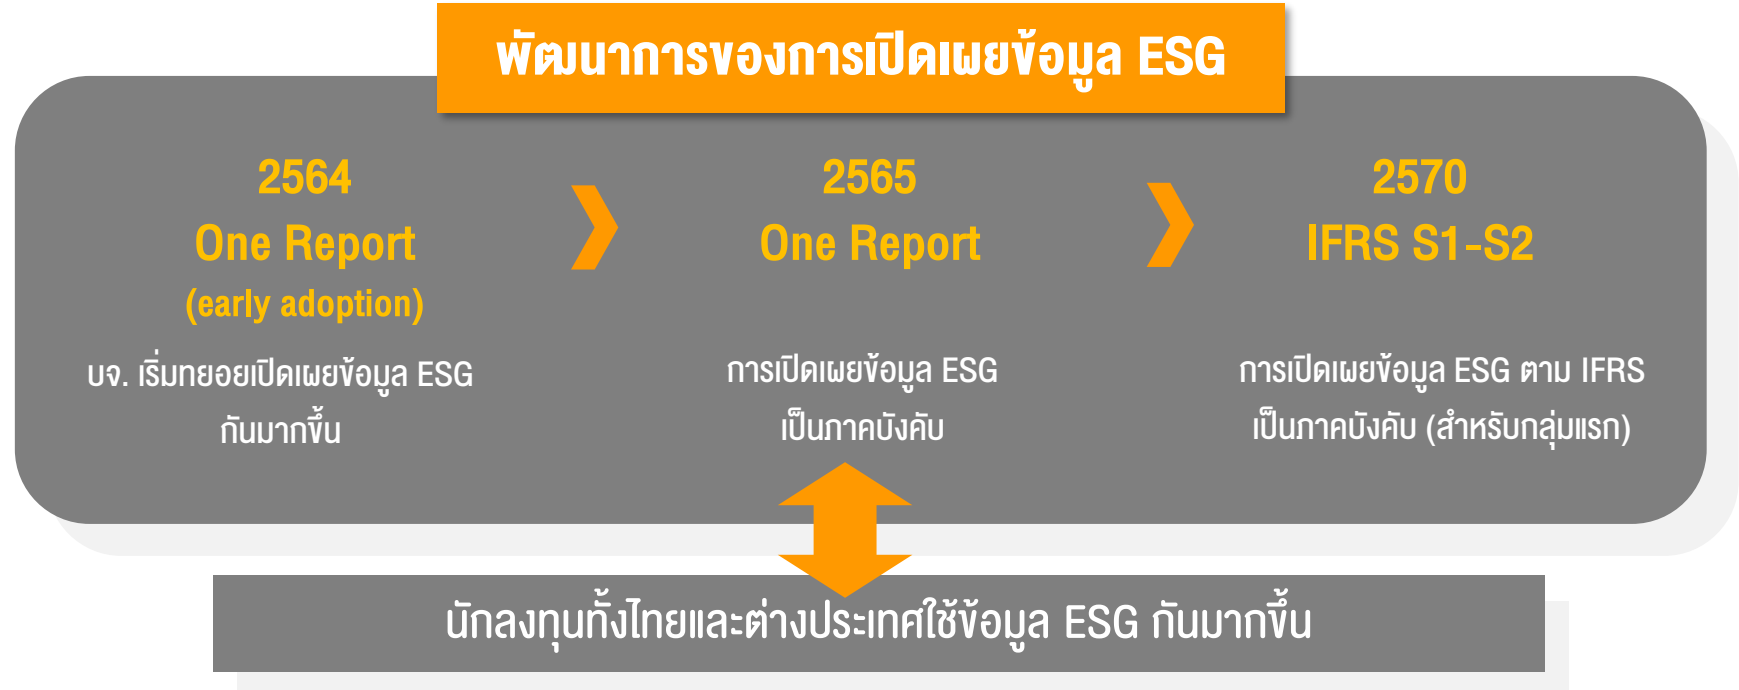 พัฒนาการของการเปิดเผยข้อมูล ESG
2564
One Report
(early adoption)
บจ. เริ่มทยอยเปิดเผยข้อมูล ESG
กันมากขึ้น
2565
One Report
การเปิดเผยข้อมูล ESG
เป็นภาคบังคับ
2570
IFRS S1-S2
การเปิดเผยข้อมูล ESG ตาม IFRS
เป็นภาคบังคับ (สำหรับกลุ่มแรก)
นักลงทุนทั้งไทยและต่างประเทศใช้ข้อมูล ESG กันมากขึ้น